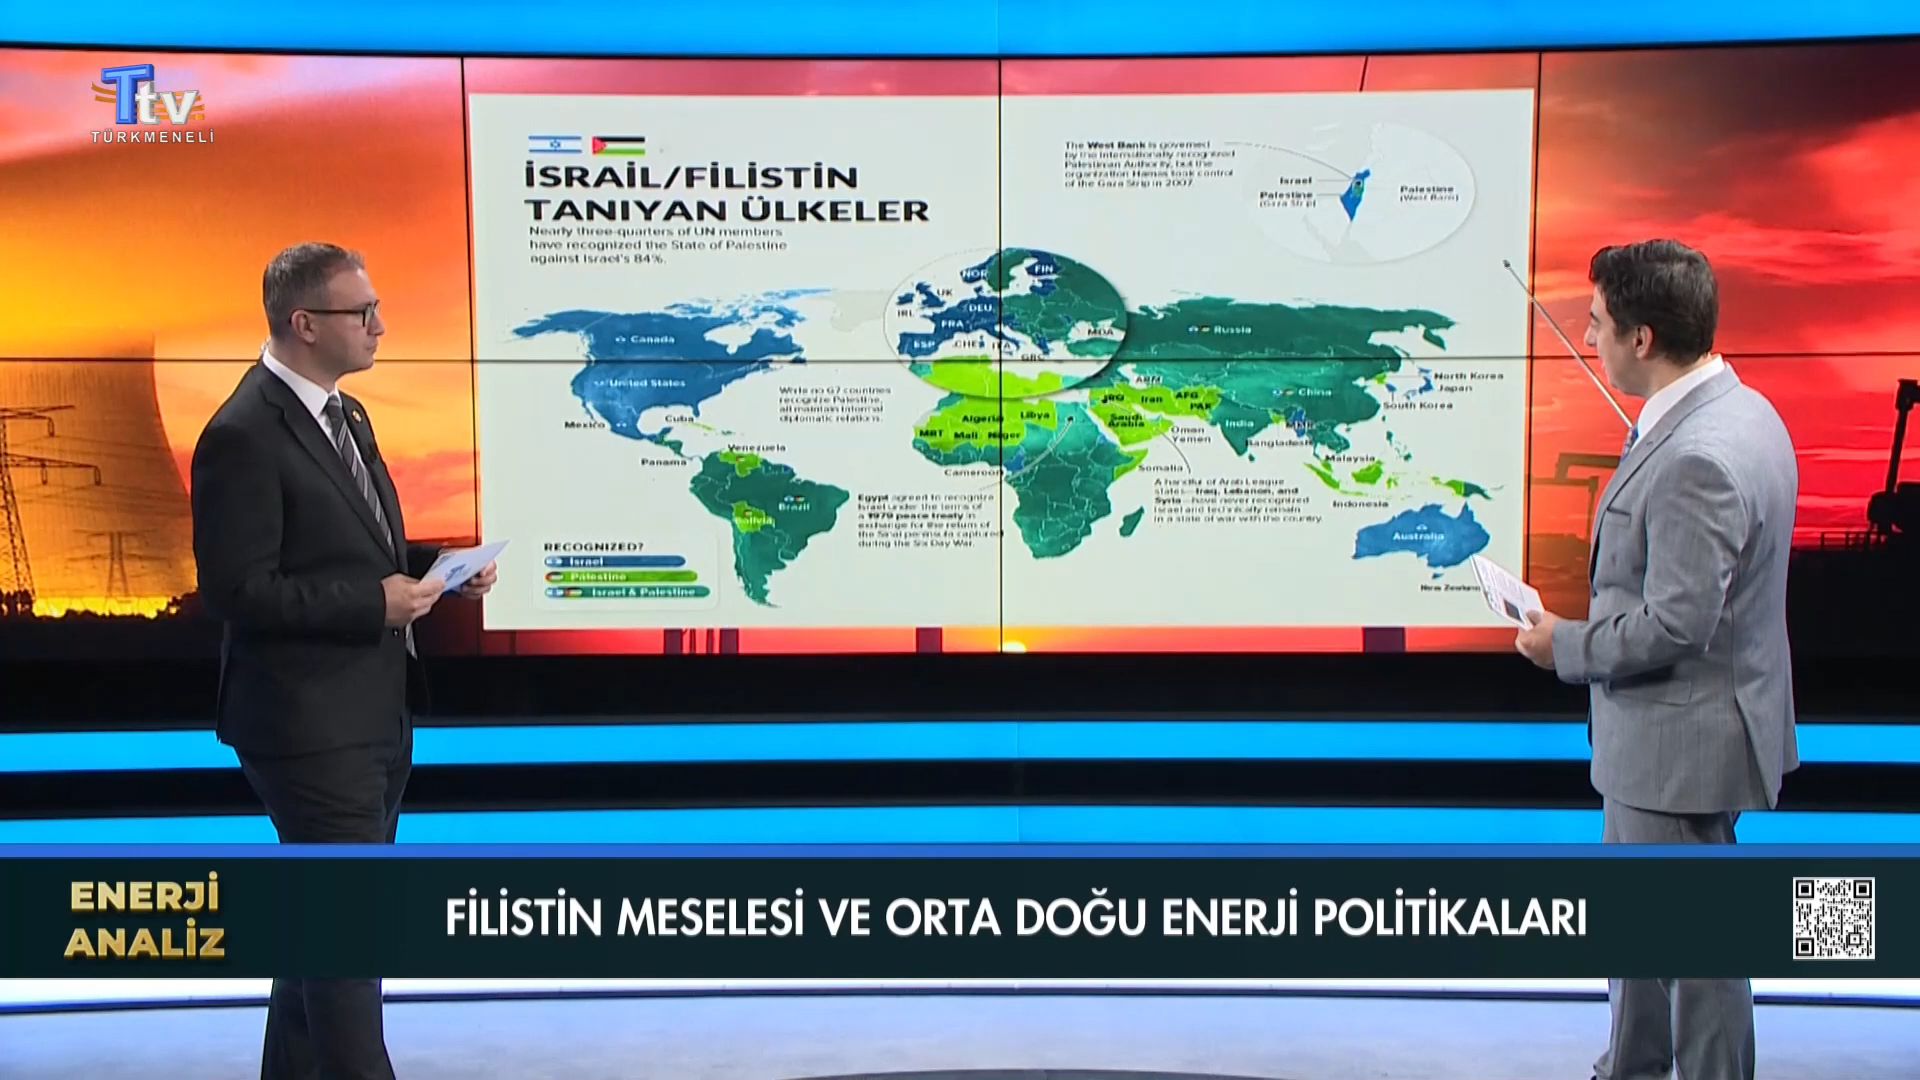 Ttv
TÜRKMENELİ
İSRAİL/FİLİSTİN
TANIYAN ÜLKELER
Nearly three-quarters of UN members
have recognized the State of Palestine
against Israel's 84%.
The West Bank is governed
by the internationally recognized
Palestinian Authority, but the
organization Hamas took control
of the Gaza Strip in 2007
Israel
Palestine
(Gaza Strip)
Palestine
(West Bank)
NOR
FIN
UK
IRL
DEU
FRA
MDA
ESP
CHE
ITA
GRC
Canada
Russia
United States
Mexico
Cuba
Panama
Venezuela
Brazil
Bolivia
While no G7 countries
recognize Palestine,
all maintain informal
diplomatic relations.
Algeria
Libya
MRT
Mali
Niger
Cameroon
ARM
IRQ
Iran
AFG
PAK
Saudi
Arabia
Oman
Yemen
Somalia
China
India
MMR
Bangladesh
Malaysia
Indonesia
North Korea
Japan
South Korea
Australia
New Zealand
Egypt agreed to recognize
Israel under the terms of
a 1979 peace treaty in
exchange for the return of
the Sinai peninsula captured
during the Six Day War.
A handful of Arab League
states—Iraq, Lebanon, and
Syria—have never recognized
Israel and technically remain
in a state of war with the country.
RECOGNIZED?
Israel
Palestine
Israel & Palestine
ENERJİ
ANALİZ
FİLİSTİN MESELESİ VE ORTA DOĞU ENERJİ POLİTİKALARI